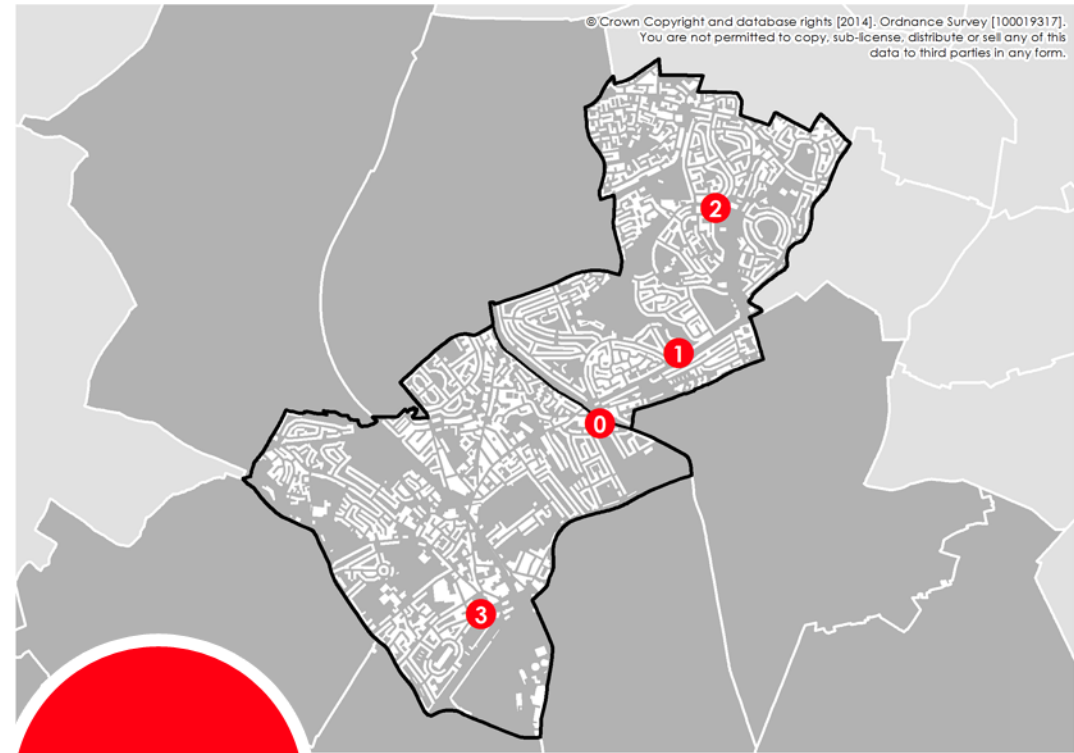 © Crown Copyright and database rights [2014]. Ordnance Survey [100019317].
You are not permitted to copy, sub-license, distribute or sell any of this
data to third parties in any form.
2
1
0
3